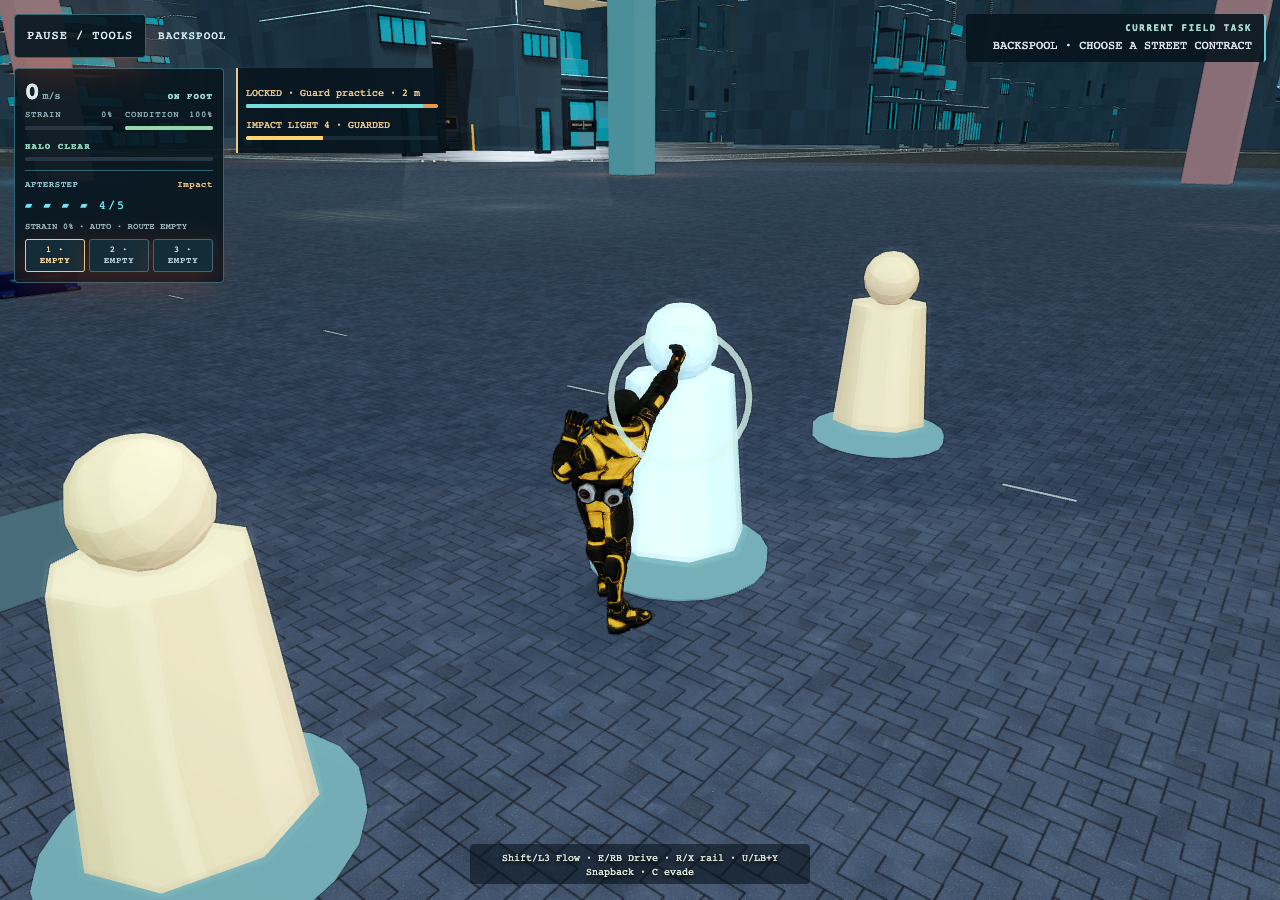 PAUSE / TOOLS
BACKSPOOL
CURRENT FIELD TASK
BACKSPOOL · CHOOSE A STREET CONTRACT
0 m/s
ON FOOT
STRAIN 0%
CONDITION 100%
HALO CLEAR
AFTERSTEP
Impact
4/5
STRAIN 0% · AUTO · ROUTE EMPTY
1 · EMPTY
2 · EMPTY
3 · EMPTY
LOCKED · Guard practice · 2 m
IMPACT LIGHT 4 · GUARDED
Shift/L3 Flow · E/RB Drive · R/X rail · U/LB+Y
Snapback · C evade